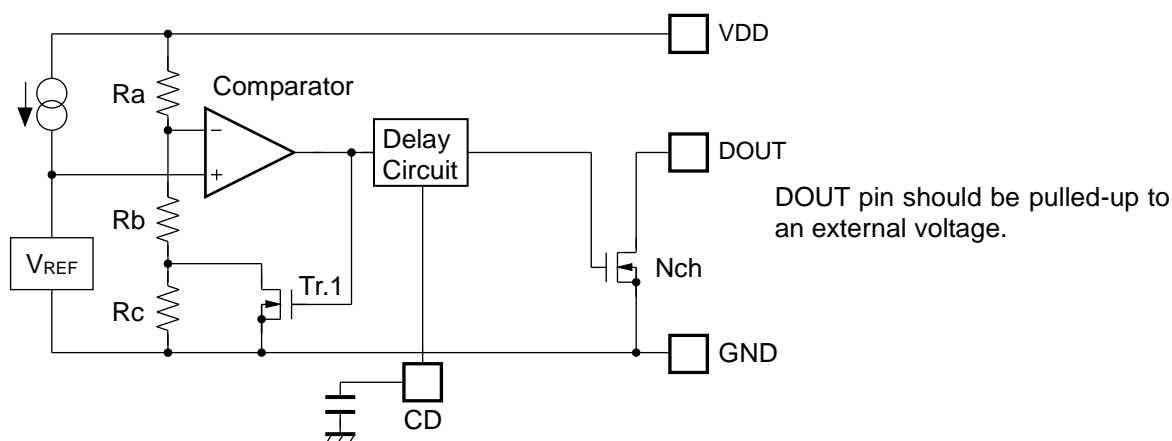 VDD
Ra
Comparator
−
+
Delay
Circuit
DOUT
DOUT pin should be pulled-up to
an external voltage.
Rb
VREF
Tr.1
Nch
Rc
GND
CD